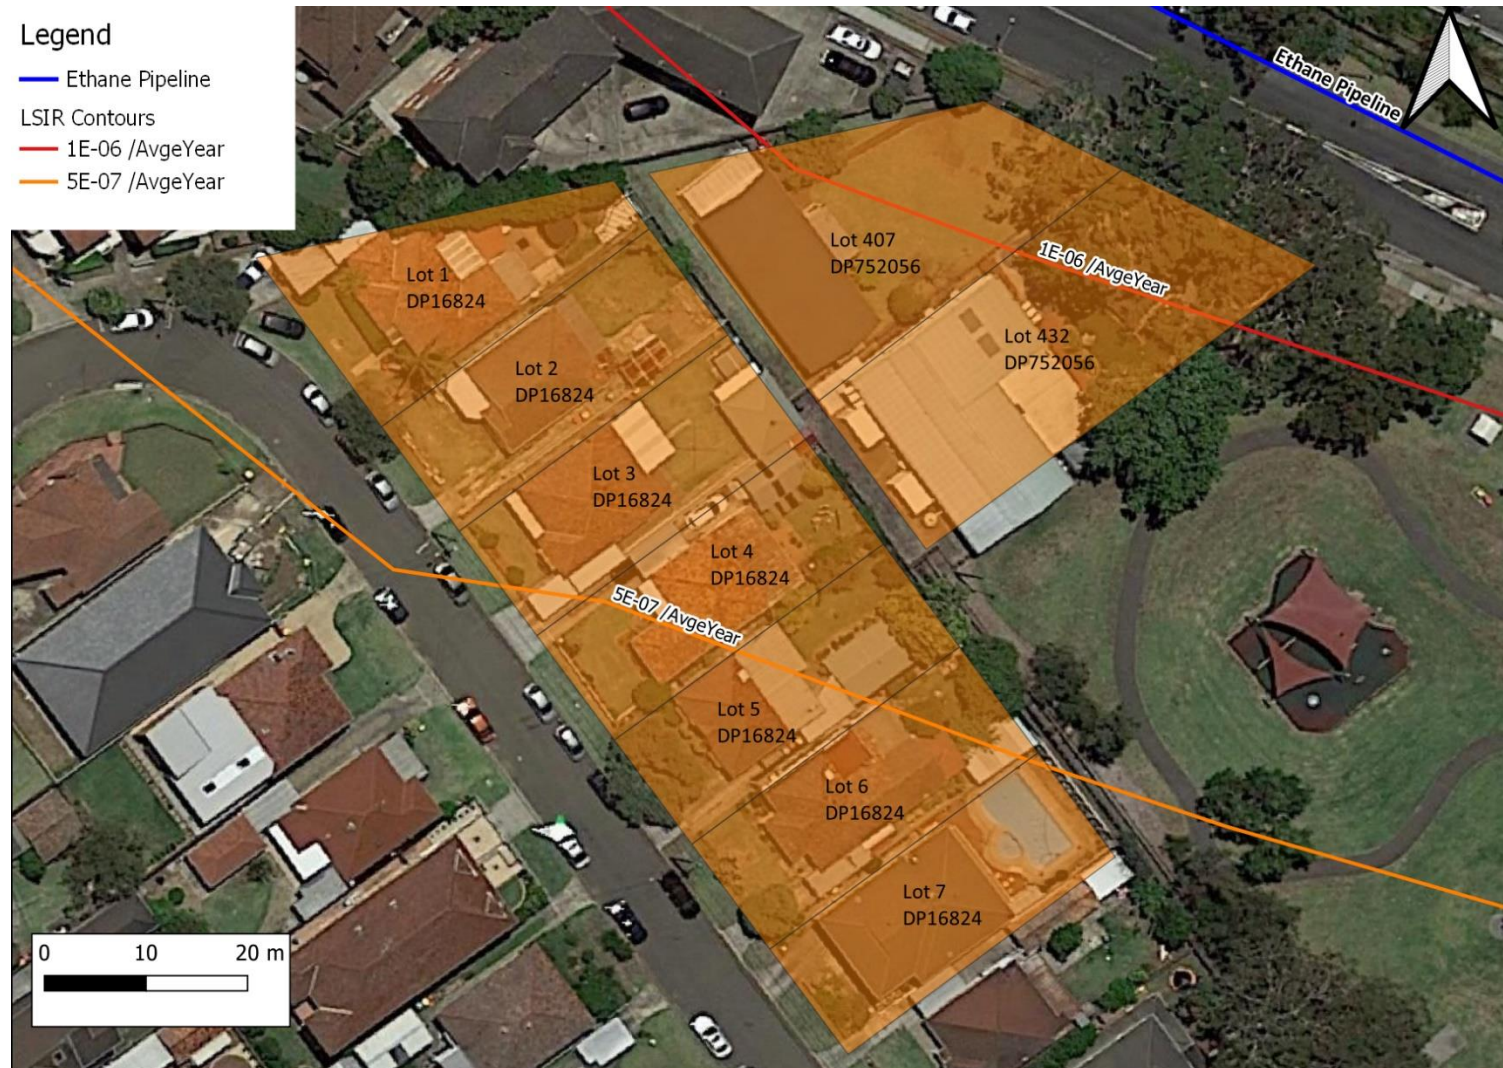 Legend
Ethane Pipeline
LSIR Contours
1E-06 /AvgeYear
5E-07 /AvgeYear
Ethane Pipeline
Lot 407
DP752056
1E-06 /AvgeYear
Lot 432
DP752056
Lot 1
DP16824
Lot 2
DP16824
Lot 3
DP16824
Lot 4
DP16824
5E-07 /AvgeYear
Lot 5
DP16824
Lot 6
DP16824
Lot 7
DP16824
0 10 20 m